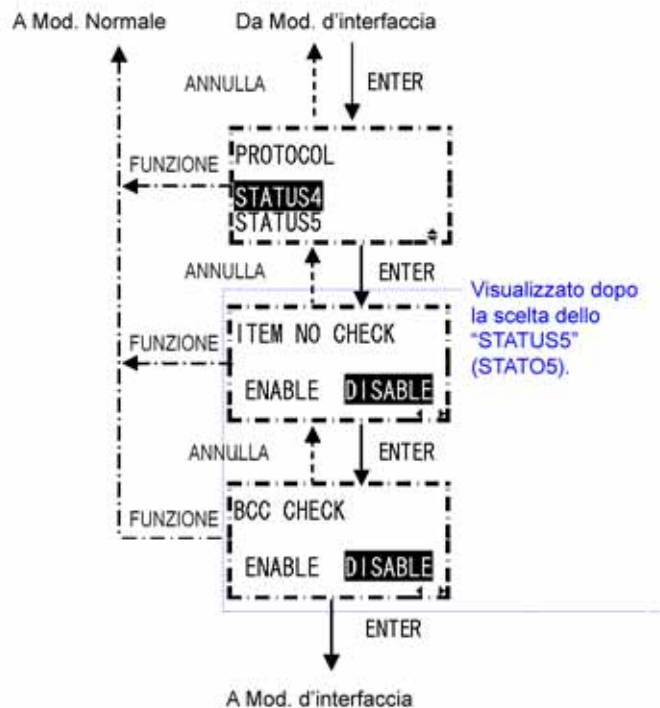 A Mod. Normale
Da Mod. d'interfaccia
ANNULLA
ENTER
PROTOCOL
FUNZIONE
STATUS4
STATUS5
ANNULLA
ENTER
Visualizzato dopo
la scelta dello
“STATUS5”
(STATO5).
ITEM NO CHECK
FUNZIONE
ENABLE DISABLE
ANNULLA
ENTER
BCC CHECK
FUNZIONE
ENABLE DISABLE
ENTER
A Mod. d'interfaccia